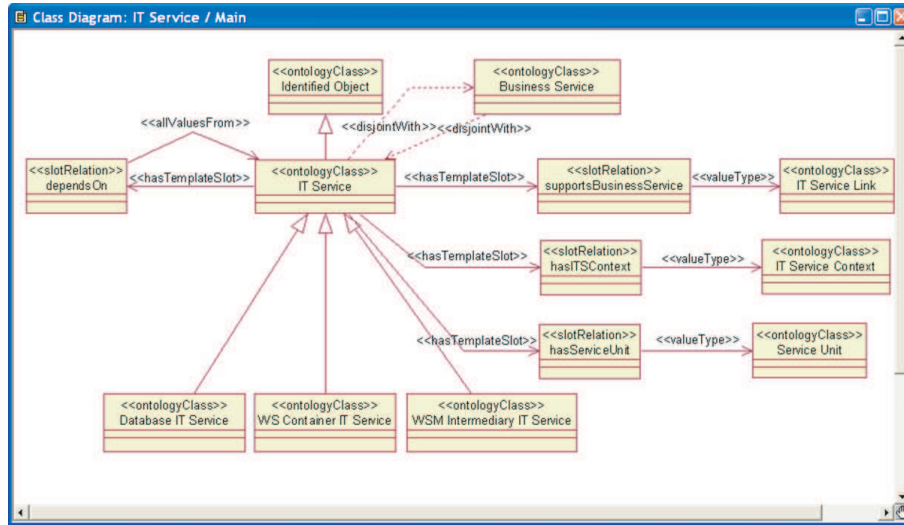 Class Diagram: IT Service / Main
<<ontologyClass>>
Identified Object
<<ontologyClass>>
Business Service
<<allValuesFrom>>
<<disjointWith>>
<<disjointWith>>
<<slotRelation>>
dependsOn
<<hasTemplateSlot>>
<<ontologyClass>>
IT Service
<<hasTemplateSlot>>
<<slotRelation>>
supportsBusinessService
<<valueType>>
<<ontologyClass>>
IT Service Link
<<hasTemplateSlot>>
<<slotRelation>>
hasITSContext
<<valueType>>
<<ontologyClass>>
IT Service Context
<<hasTemplateSlot>>
<<slotRelation>>
hasServiceUnit
<<valueType>>
<<ontologyClass>>
Service Unit
<<ontologyClass>>
Database IT Service
<<ontologyClass>>
WS Container IT Service
<<ontologyClass>>
WSM Intermediary IT Service